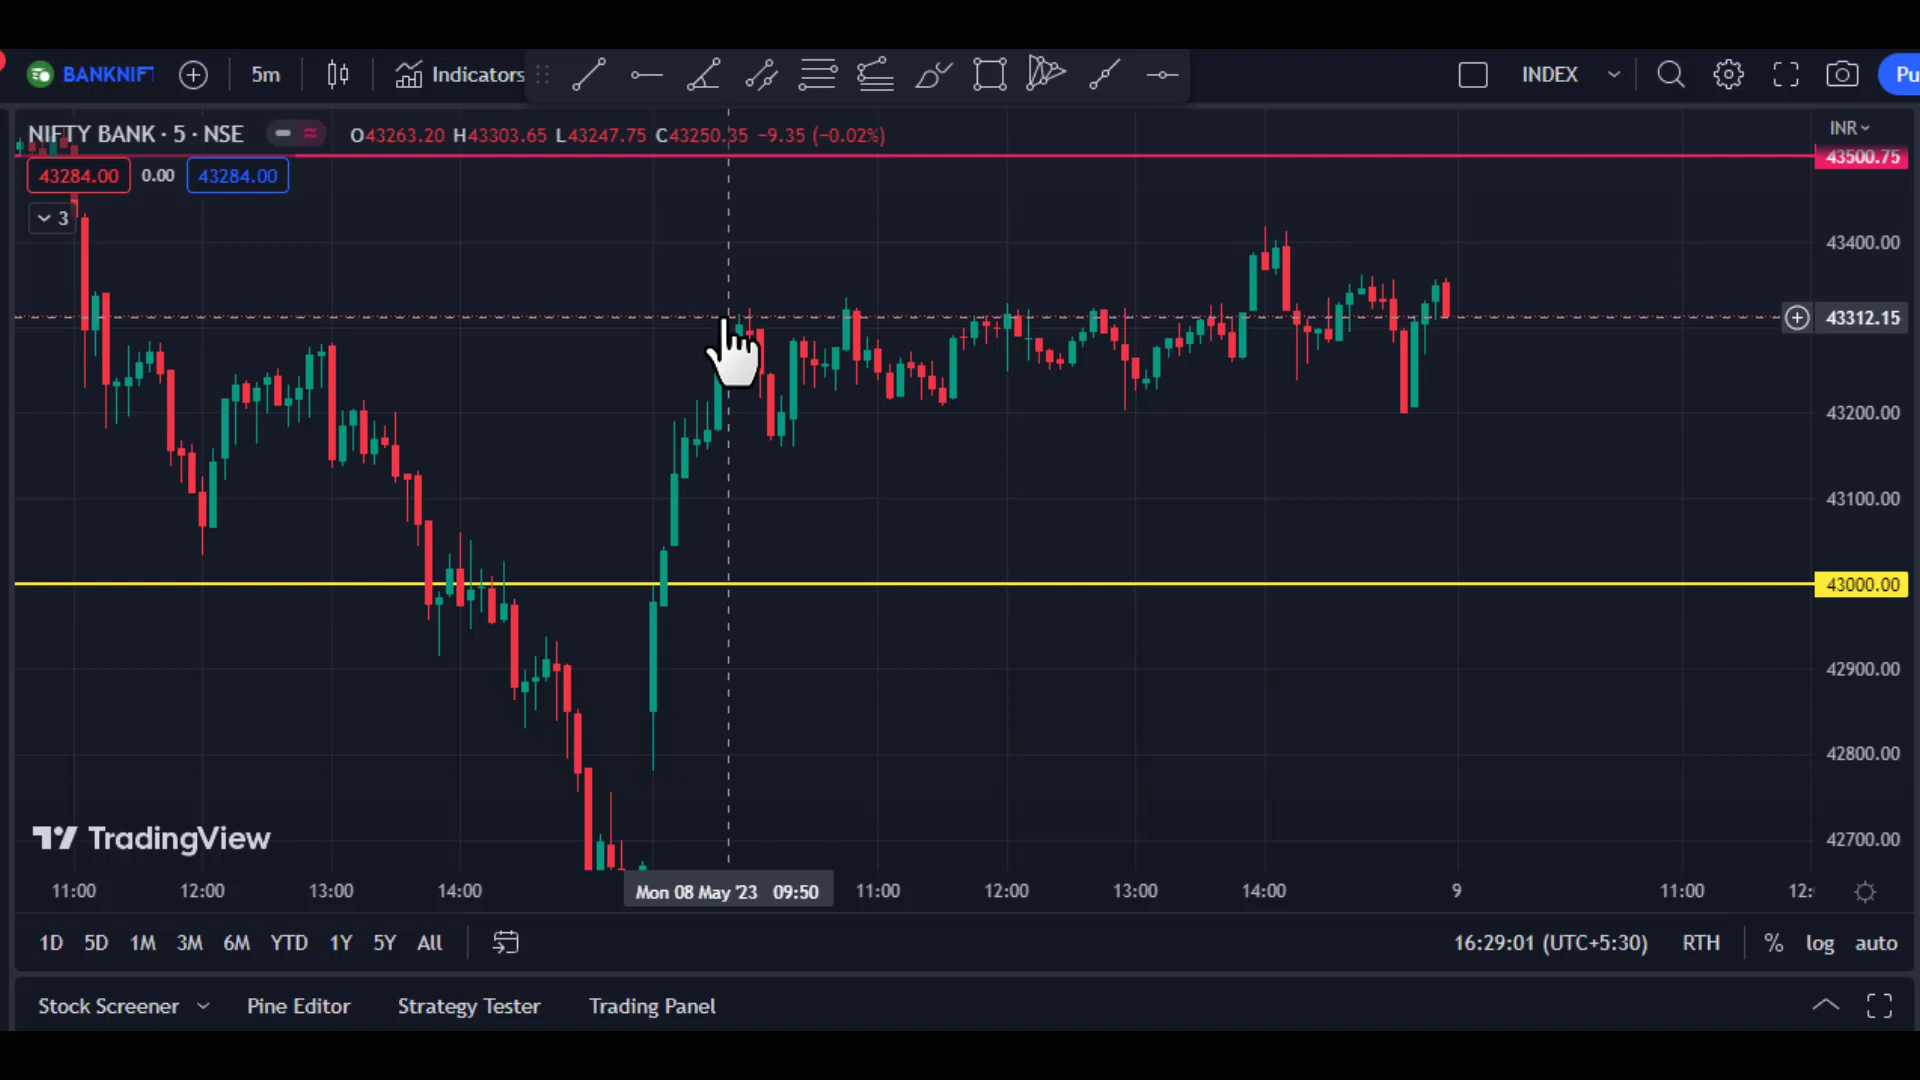 BANKNIF
5m
Indicators
INDEX
Pu
NIFTY BANK · 5 · NSE
O43263.20 H43303.65 L43247.75 C43250.35 −9.35 (−0.02%)
INR
43500.75
43284.00 0.00 43284.00
3
43400.00
43312.15
43200.00
43100.00
43000.00
42900.00
42800.00
42700.00
TradingView
11:00 12:00 13:00 14:00 Mon 08 May '23 09:50 11:00 12:00 13:00 14:00 9 11:00 12:
1D 5D 1M 3M 6M YTD 1Y 5Y All 16:29:01 (UTC+5:30) RTH % log auto
Stock Screener Pine Editor Strategy Tester Trading Panel